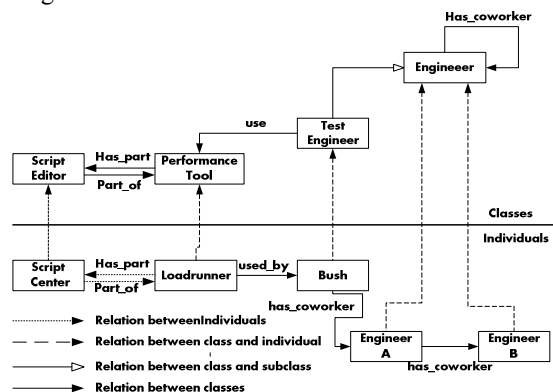 Has_coworker
Engineeer
use
Test
Engineer
Script
Editor
Has_part
Part_of
Performance
Tool
Classes
Individuals
Script
Center
Has_part
Part_of
Loadrunner
used_by
Bush
has_coworker
Engineer
A
has_coworker
Engineer
B
Relation betweenIndividuals
Relation between class and individual
Relation between class and subclass
Relation between classes